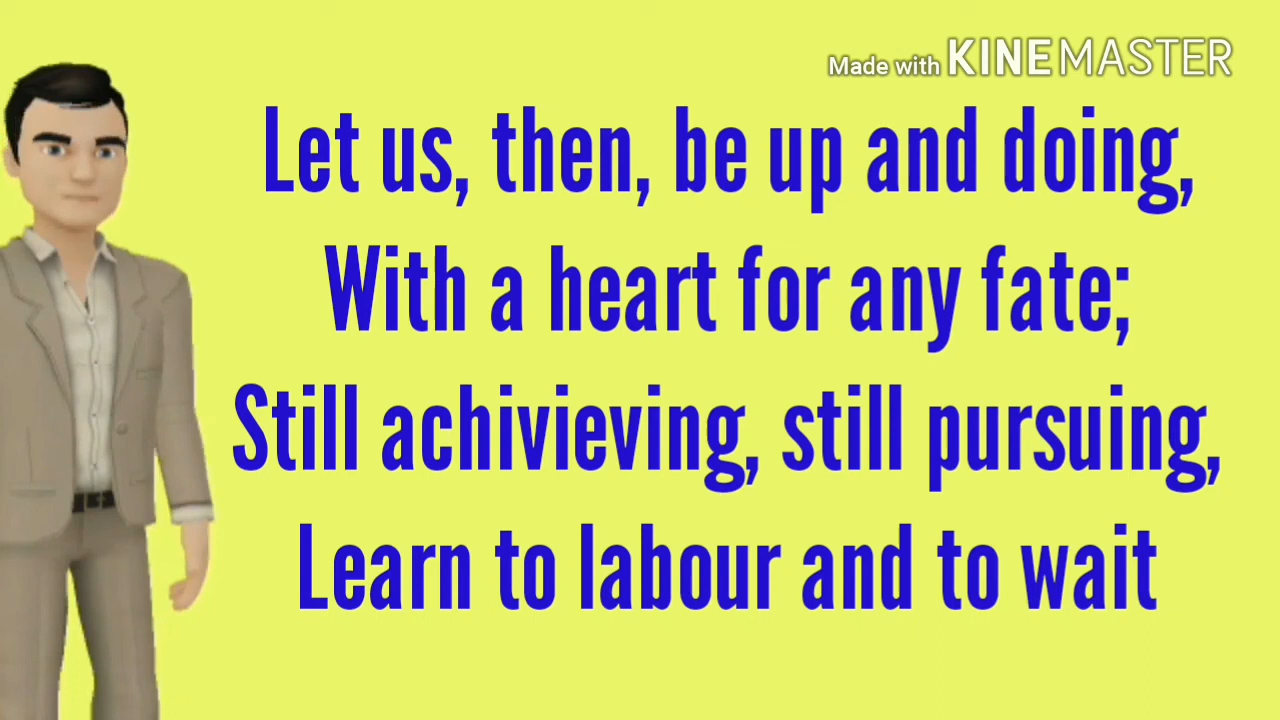 Made with KINEMASTER
Let us, then, be up and doing,
With a heart for any fate;
Still achivieving, still pursuing,
Learn to labour and to wait